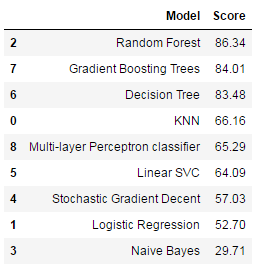 Model Score
2 Random Forest 86.34
7 Gradient Boosting Trees 84.01
6 Decision Tree 83.48
0 KNN 66.16
8 Multi-layer Perceptron classifier 65.29
5 Linear SVC 64.09
4 Stochastic Gradient Decent 57.03
1 Logistic Regression 52.70
3 Naive Bayes 29.71